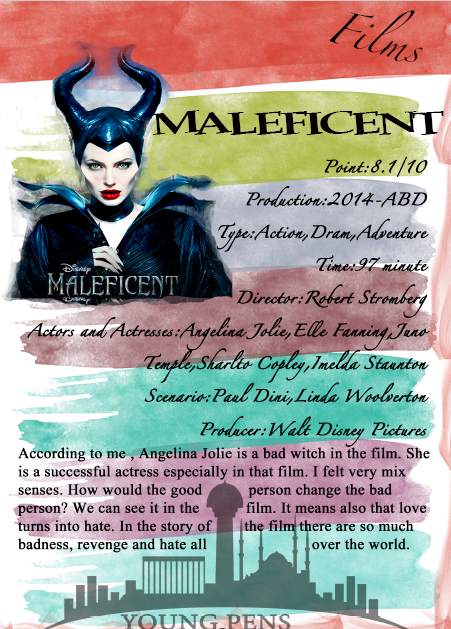 Films
MALEFICENT
Point:8.1/10
Production:2014-ABD
Type:Action,Dram,Adventure
Time:97 minute
Disney
MALEFICENT
Director:Robert Stromberg
Actors and Actresses:Angelina Jolie,Elle Fanning,Juno
Temple,Sharlto Copley,Imelda Staunton
Scenario:Paul Dini,Linda Woolverton
Producer:Walt Disney Pictures
According to me , Angelina Jolie is a bad witch in the film. She
is a successful actress especially in that film. I felt very mix
senses. How would the good person change the bad
person? We can see it in the film. It means also that love
turns into hate. In the story of the film there are so much
badness, revenge and hate all over the world.
YOUNG PENS